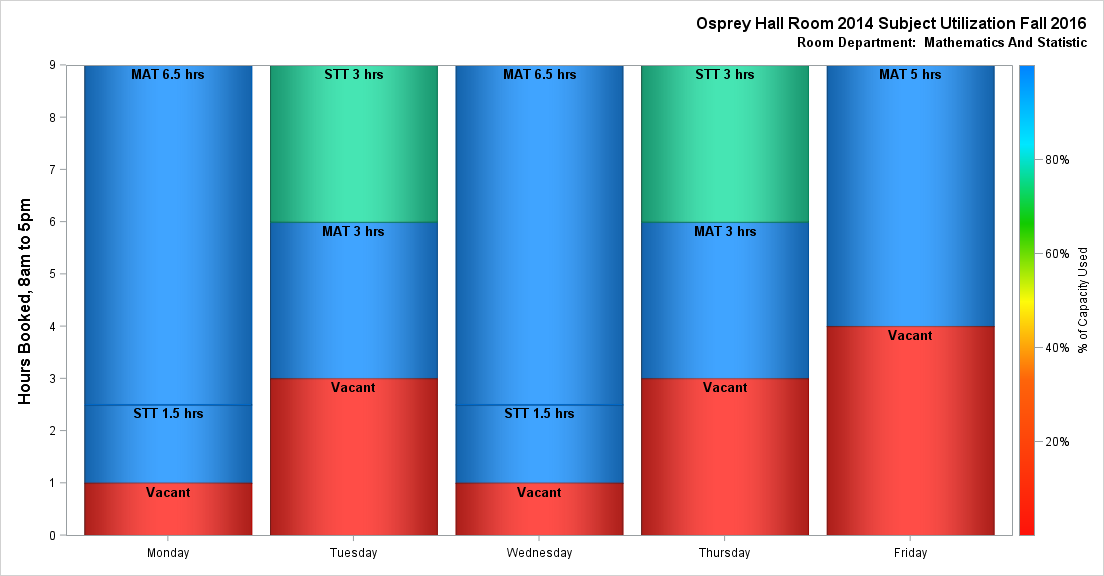 Osprey Hall Room 2014 Subject Utilization Fall 2016
Room Department: Mathematics And Statistic
Hours Booked, 8am to 5pm
9
8
7
6
5
4
3
2
1
0
MAT 6.5 hrs
STT 1.5 hrs
Vacant
STT 3 hrs
MAT 3 hrs
Vacant
MAT 6.5 hrs
STT 1.5 hrs
Vacant
STT 3 hrs
MAT 3 hrs
Vacant
MAT 5 hrs
Vacant
Monday
Tuesday
Wednesday
Thursday
Friday
80%
60%
40%
20%
% of Capacity Used